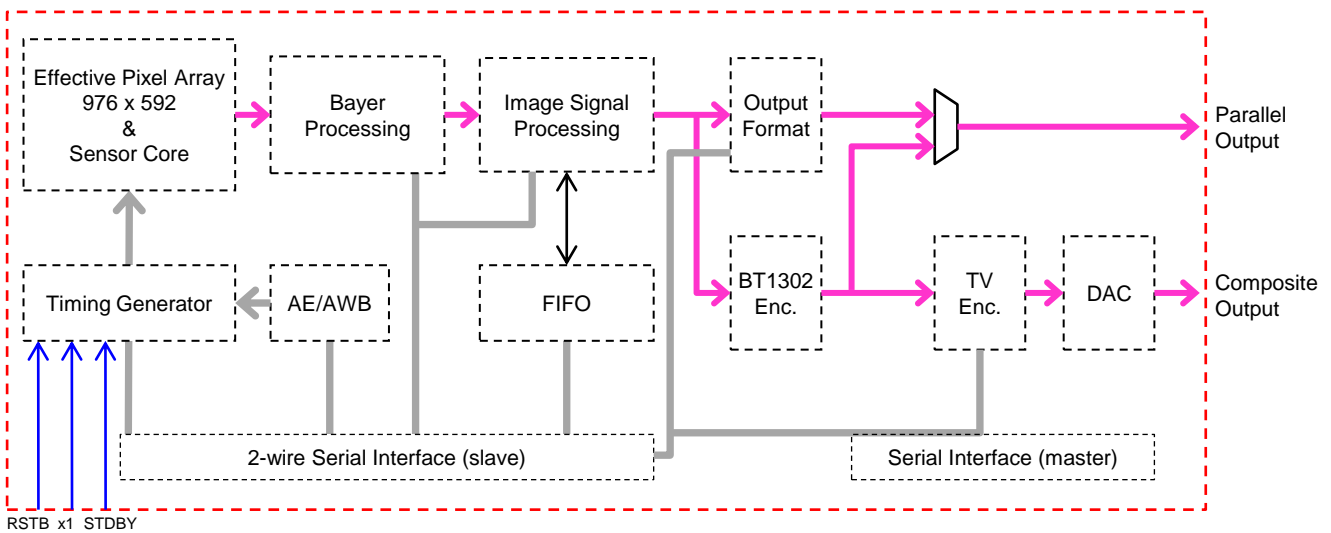 Effective Pixel Array
976 x 592
&
Sensor Core
Bayer
Processing
Image Signal
Processing
Output
Format
Parallel
Output
Timing Generator
AE/AWB
FIFO
BT1302
Enc.
TV
Enc.
DAC
Composite
Output
2-wire Serial Interface (slave)
Serial Interface (master)
RSTB x1 STDBY